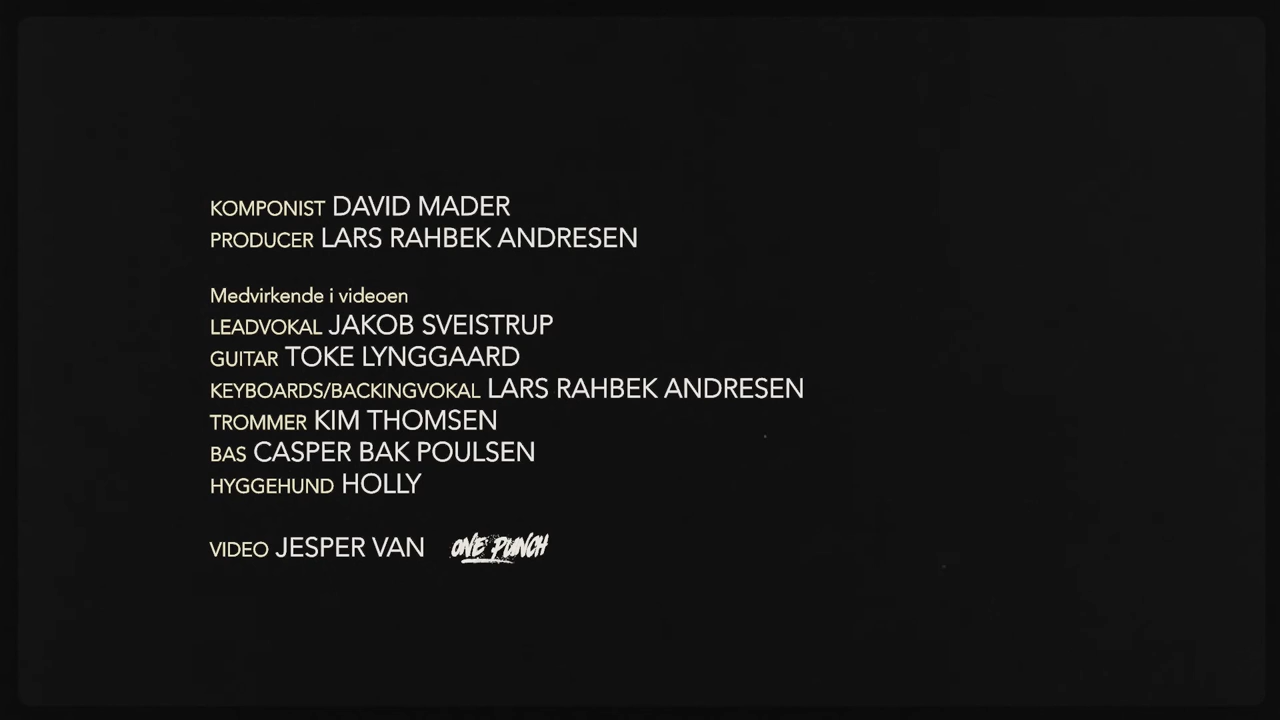 KOMPONIST DAVID MADER
PRODUCER LARS RAHBEK ANDRESEN
Medvirkende i videoen
LEADVOKAL JAKOB SVEISTRUP
GUITAR TOKE LYNGGAARD
KEYBOARDS/BACKINGVOKAL LARS RAHBEK ANDRESEN
TROMMER KIM THOMSEN
BAS CASPER BAK POULSEN
HYGGEHUND HOLLY
VIDEO JESPER VAN ONE PUNCH